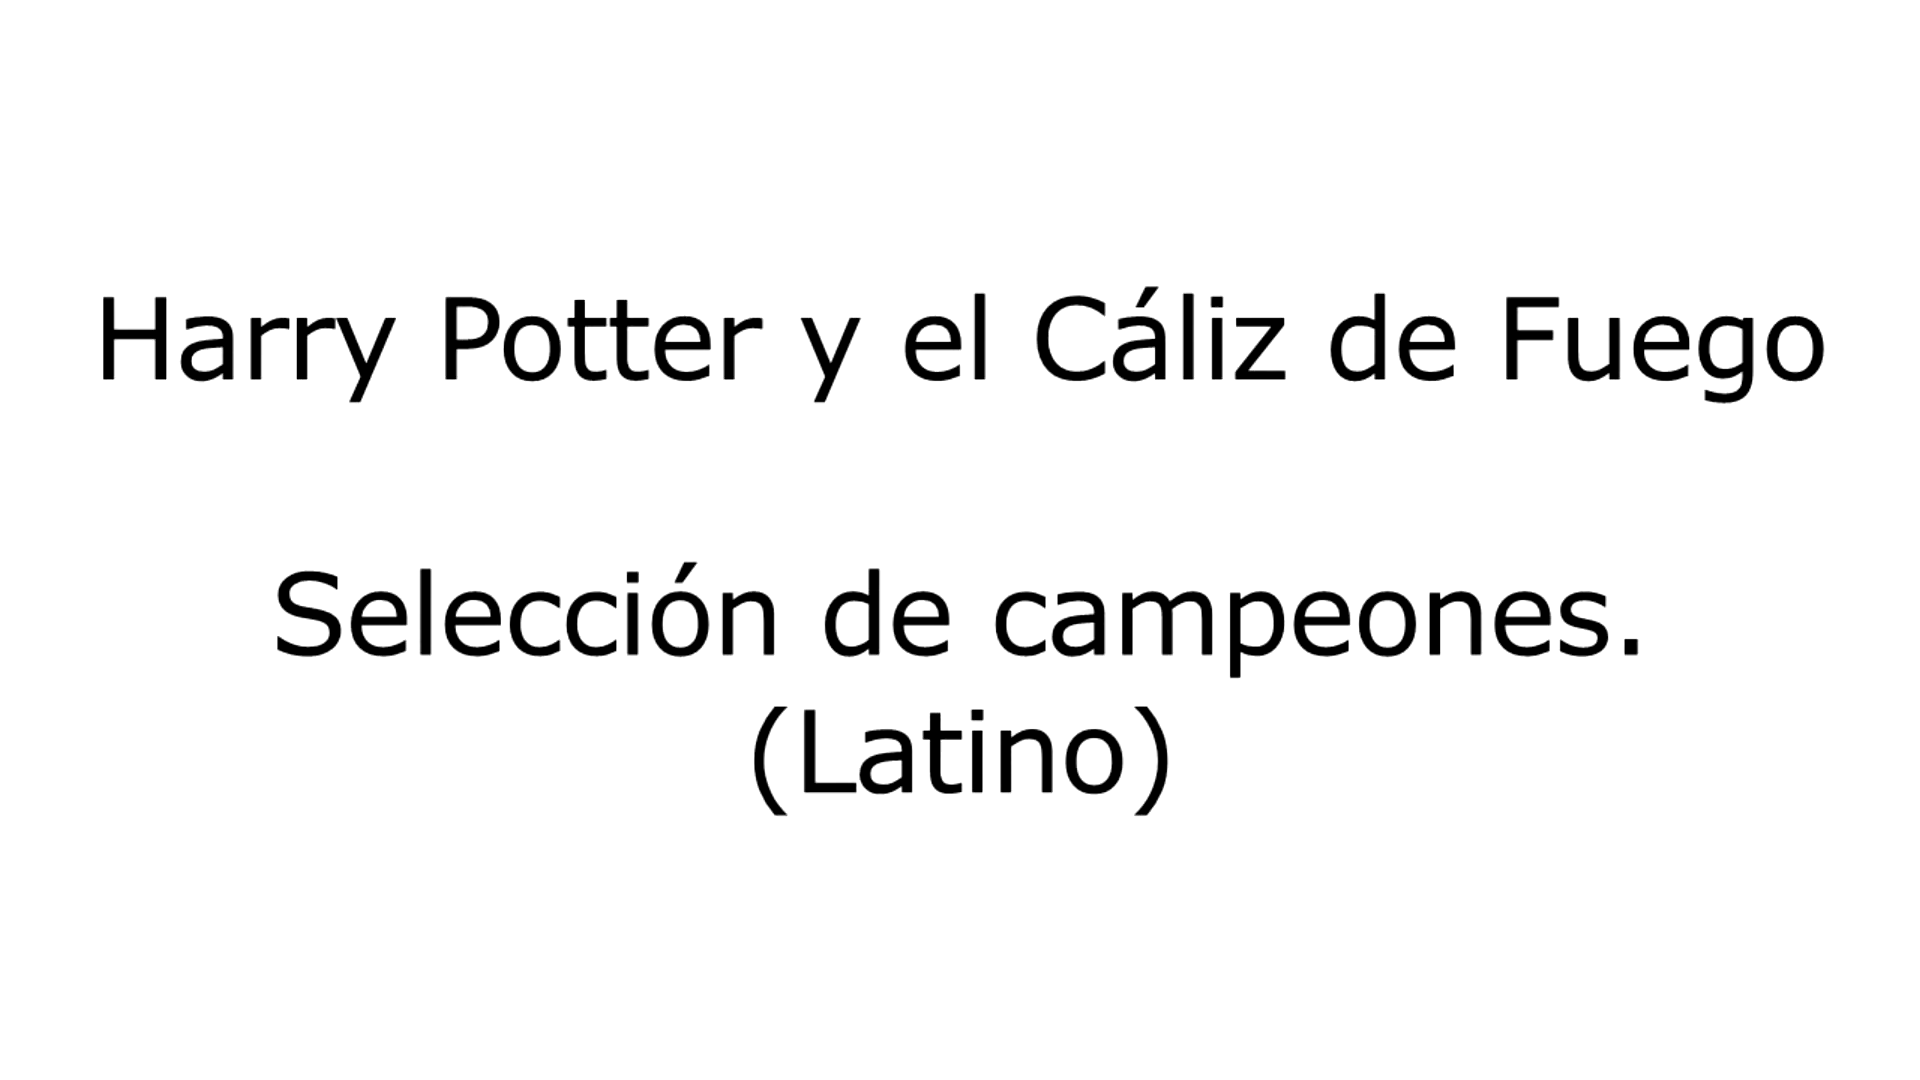 Harry Potter y el Cáliz de Fuego
Selección de campeones.
(Latino)